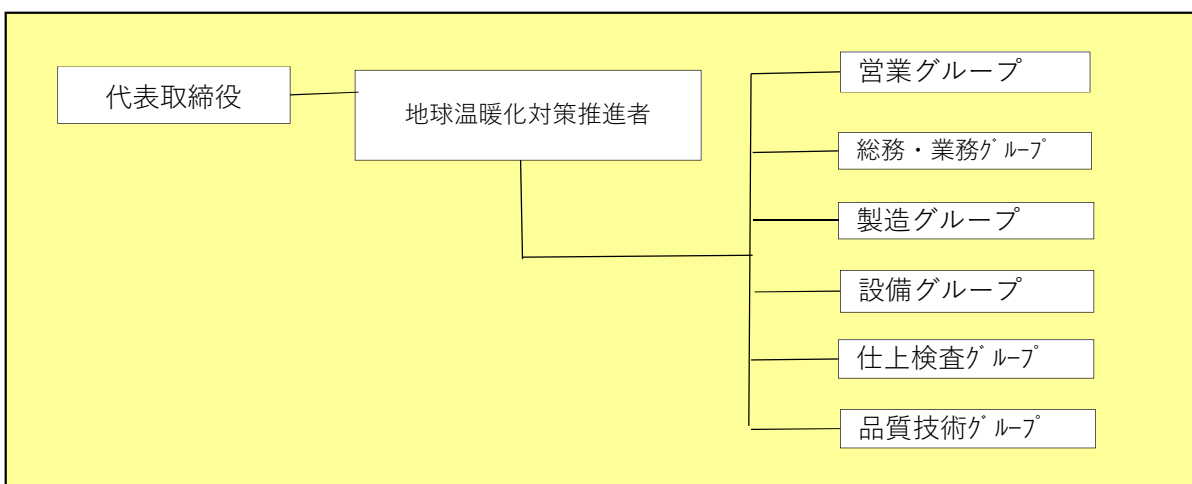 代表取締役
地球温暖化対策推進者
営業グループ
総務・業務ｸﾞﾙｰﾌﾟ
製造グループ
設備グループ
仕上検査ｸﾞﾙｰﾌﾟ
品質技術ｸﾞﾙｰﾌﾟ